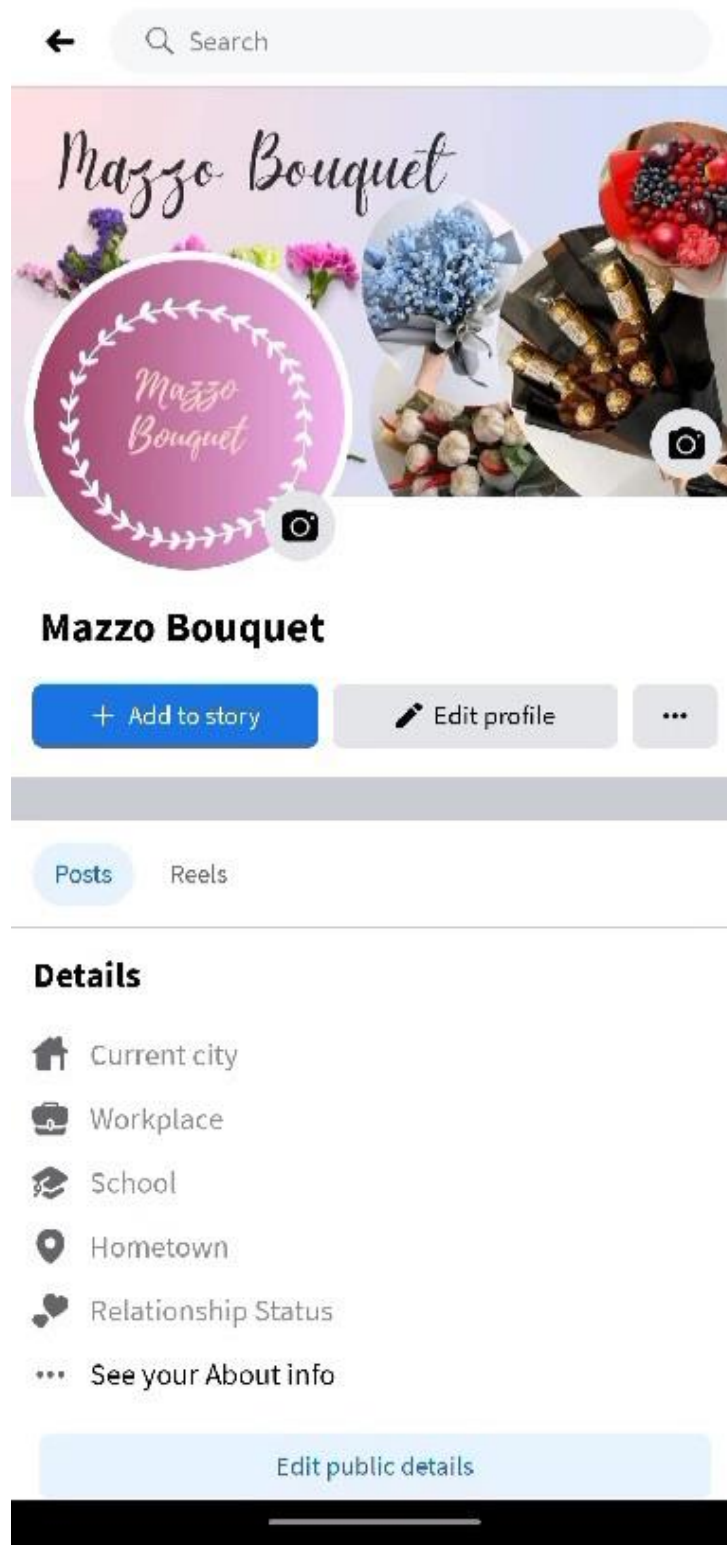 Search
Mazzo Bouquet
Mazzo
Bouquet
Mazzo Bouquet
+ Add to story
Edit profile
Posts
Reels
Details
Current city
Workplace
School
Hometown
Relationship Status
See your About info
Edit public details